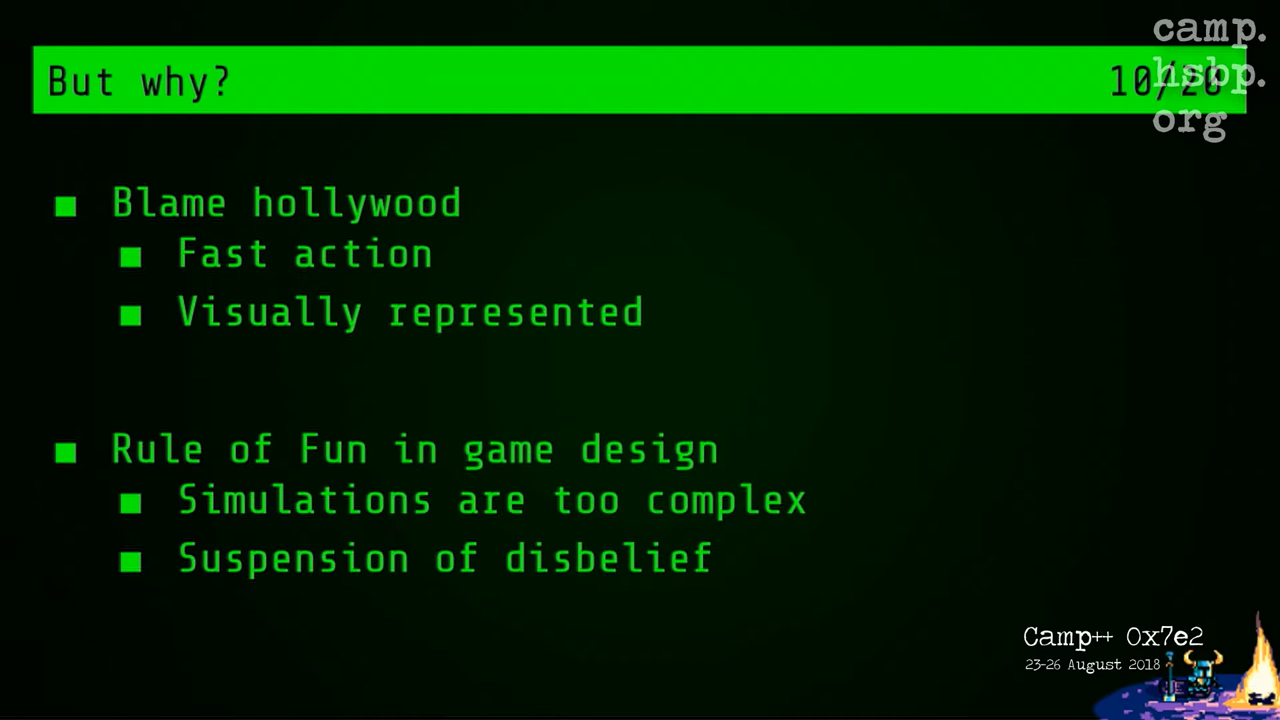 But why?
10/20
camp.
hsbp.
org
■ Blame hollywood
■ Fast action
■ Visually represented
■ Rule of Fun in game design
■ Simulations are too complex
■ Suspension of disbelief
Camp++ 0x7e2
23-26 August 2018